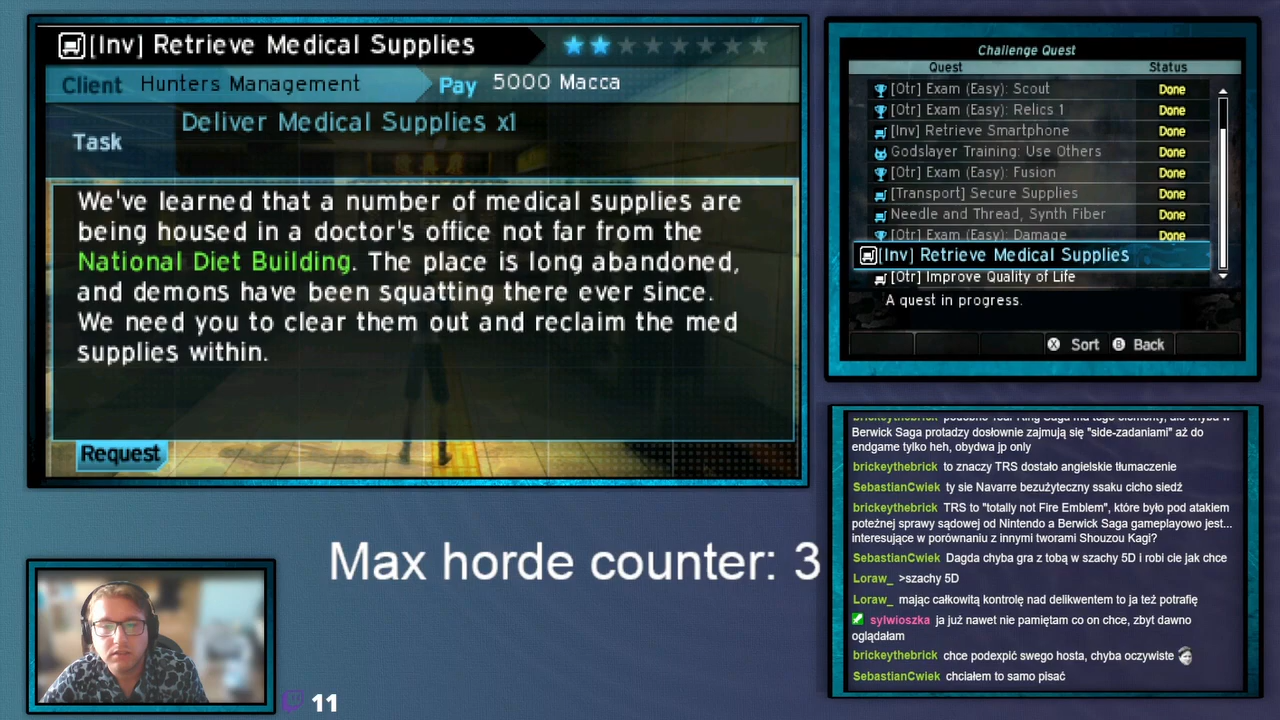 [Inv] Retrieve Medical Supplies
Client Hunters Management Pay 5000 Macca
Task Deliver Medical Supplies x1
We've learned that a number of medical supplies are
being housed in a doctor's office not far from the
National Diet Building. The place is long abandoned,
and demons have been squatting there ever since.
We need you to clear them out and reclaim the med
supplies within.
Request
Challenge Quest
Quest Status
[Otr] Exam (Easy): Scout Done
[Otr] Exam (Easy): Relics 1 Done
[Inv] Retrieve Smartphone Done
Godslayer Training: Use Others Done
[Otr] Exam (Easy): Fusion Done
[Transport] Secure Supplies Done
Needle and Thread, Synth Fiber Done
[Otr] Exam (Easy): Damage Done
[Inv] Retrieve Medical Supplies
[Otr] Improve Quality of Life
A quest in progress.
X Sort B Back
Max horde counter: 3
11
Berwick Saga protadzy dosłownie zajmują się "side-zadaniami" aż do
endgame tylko heh, obydwa jp only
brickeythebrick to znaczy TRS dostało angielskie tłumaczenie
SebastianCwiek ty sie Navarre bezużyteczny ssaku cicho siedź
brickeythebrick TRS to "totally not Fire Emblem", które było pod atakiem
poteżnej sprawy sądowej od Nintendo a Berwick Saga gameplayowo jest...
interesujące w porównaniu z innymi tworami Shouzou Kagi?
SebastianCwiek Dagda chyba gra z tobą w szachy 5D i robi cie jak chce
Loraw_ >szachy 5D
Loraw_ mając całkowitą kontrolę nad delikwentem to ja też potrafię
sylwioszka ja już nawet nie pamiętam co on chce, zbyt dawno
oglądałam
brickeythebrick chce podexpić swego hosta, chyba oczywiste
SebastianCwiek chciałem to samo pisać